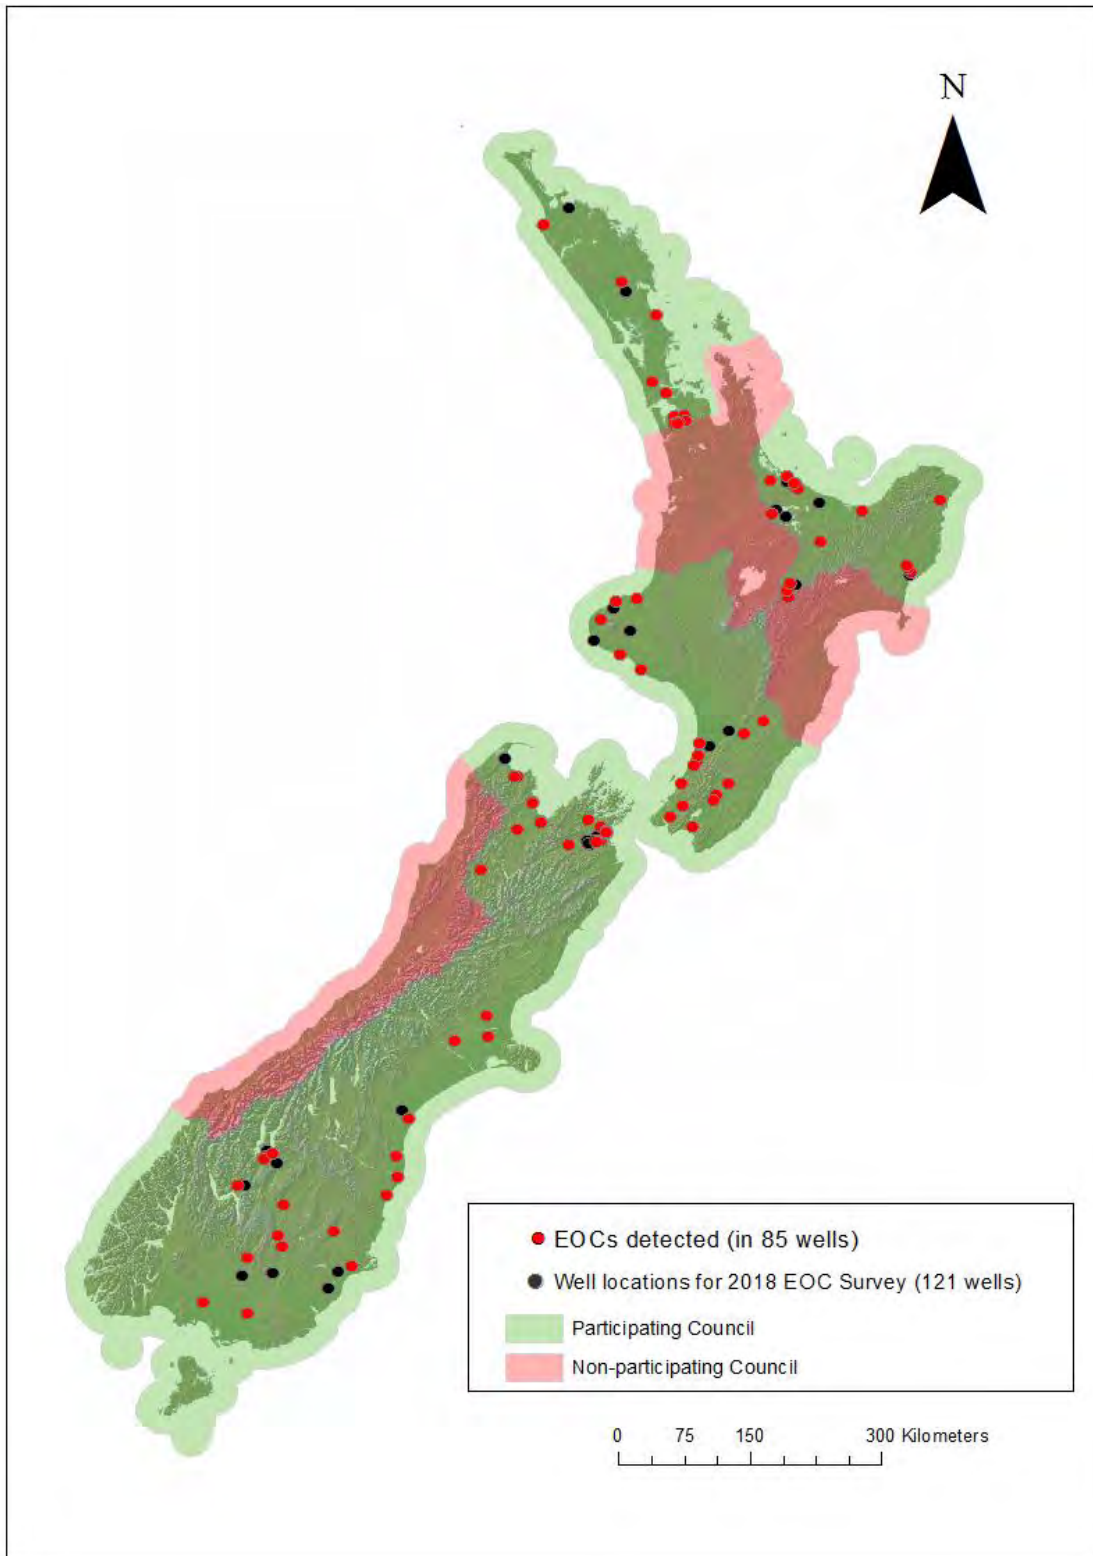 N
EOCs detected (in 85 wells)
Well locations for 2018 EOC Survey (121 wells)
Participating Council
Non-participating Council
0 75 150 300 Kilometers